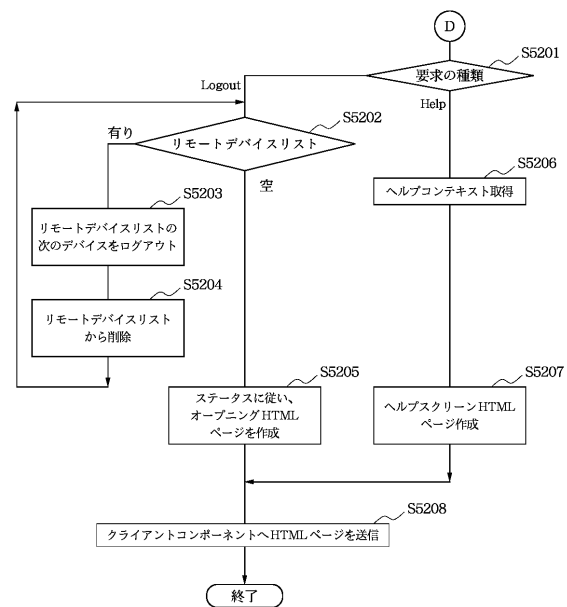 D
S5201
要求の種類
Logout
Help
S5202
リモートデバイスリスト
有り
空
S5203
リモートデバイスリストの
次のデバイスをログアウト
S5204
リモートデバイスリスト
から削除
S5206
ヘルプコンテキスト取得
S5205
ステータスに従い、
オープニングHTML
ページを作成
S5207
ヘルプスクリーンHTML
ページ作成
S5208
クライアントコンポーネントへHTMLページを送信
終了